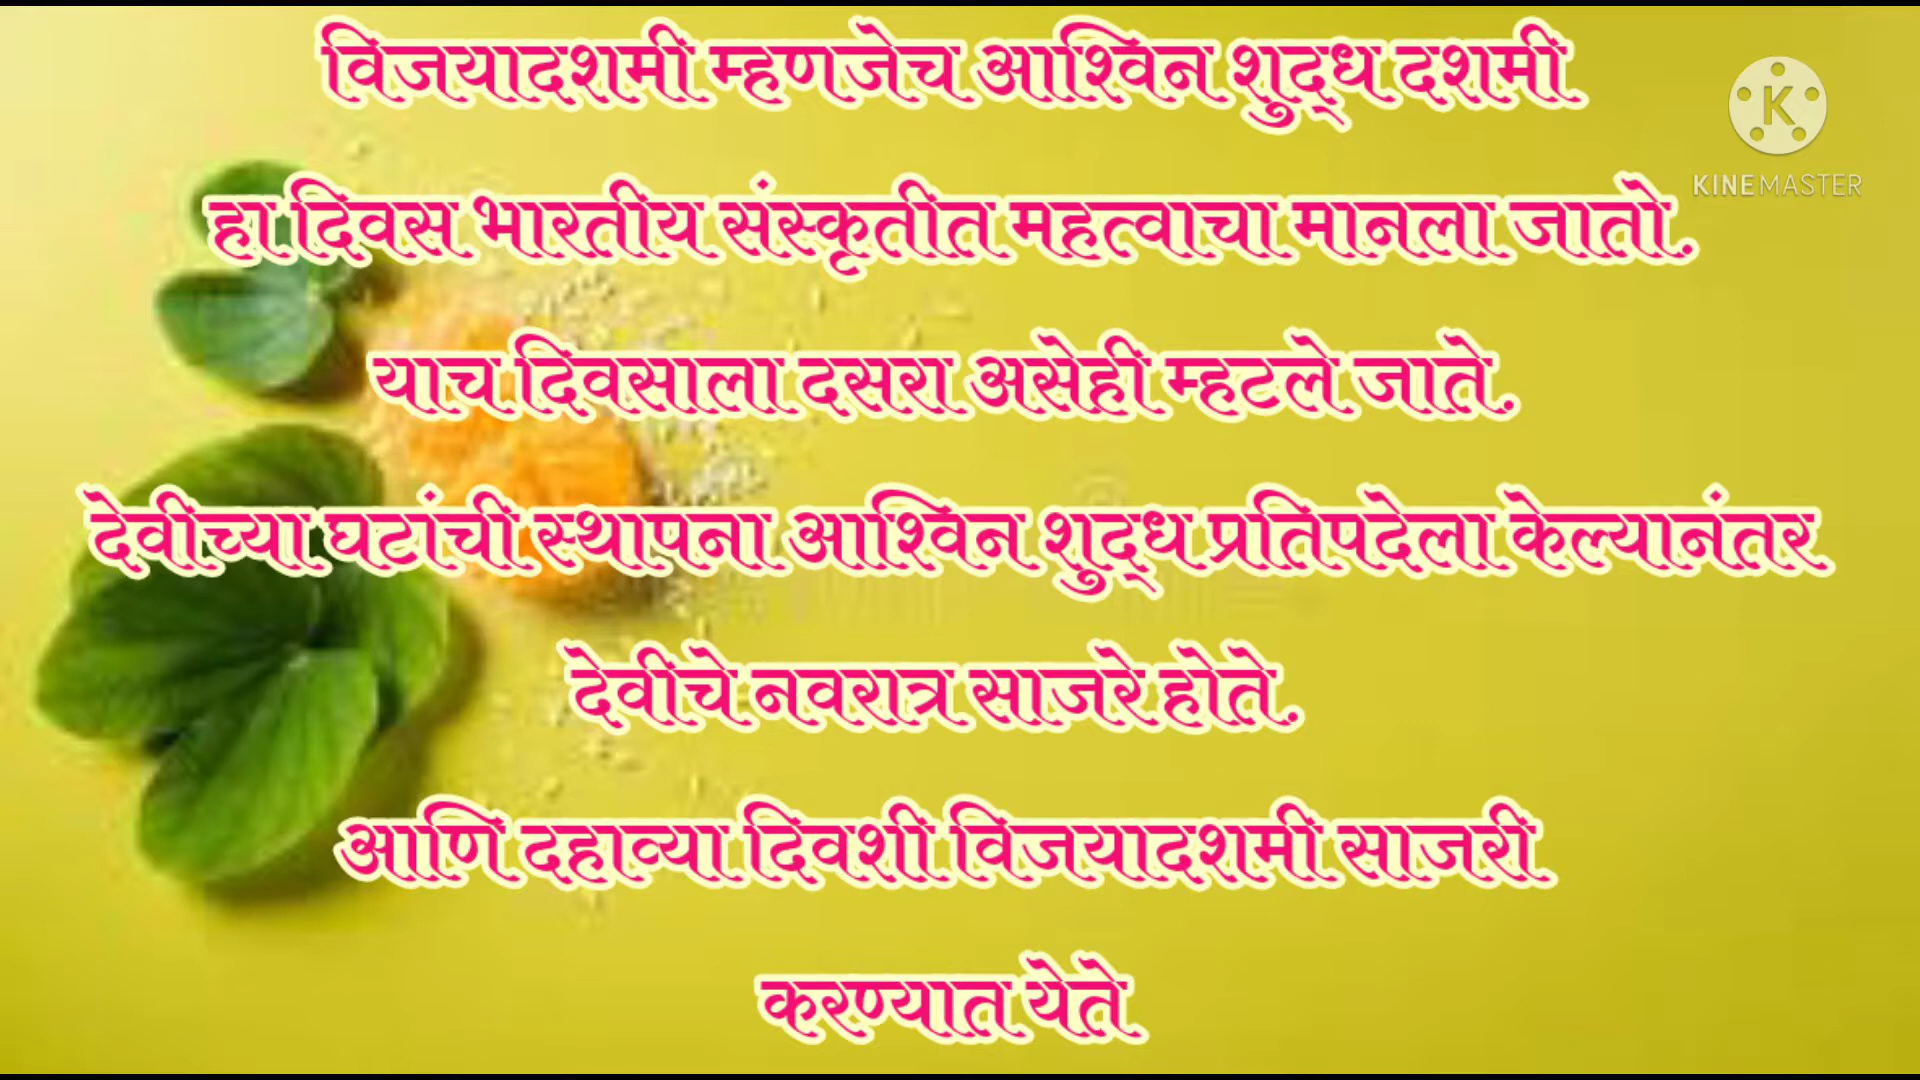 विजयादशमी म्हणजेच आश्विन शुद्ध दशमी
हा दिवस भारतीय संस्कृतीत महत्वाचा मानला जातो.
याच दिवसाला दसरा असेही म्हटले जाते.
देवीच्या घटांची स्थापना आश्विन शुद्ध प्रतिपदेला केल्यानंतर
देवीचे नवरात्र साजरे होते.
आणि दहाव्या दिवशी विजयादशमी साजरी
करण्यात येते
K
KINEMASTER